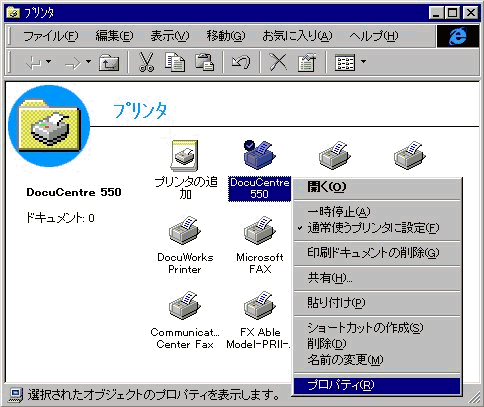 ﾌﾟﾘﾝﾀ
ファイル(F) 編集(E) 表示(V) 移動(G) お気に入り(A) ヘルプ(H)
ﾌﾟﾘﾝﾀ
DocuCentre 550
ドキュメント: 0
プリンタの追
加
DocuCentre
550
DocuWorks
Printer
Microsoft
FAX
Communicat...
Center Fax
FX Able
Model-PRII-...
開く(O)
一時停止(A)
通常使うプリンタに設定(F)
印刷ドキュメントの削除(G)
共有(H)...
貼り付け(P)
ショートカットの作成(S)
削除(D)
名前の変更(M)
プロパティ(R)
選択されたオブジェクトのプロパティを表示します。